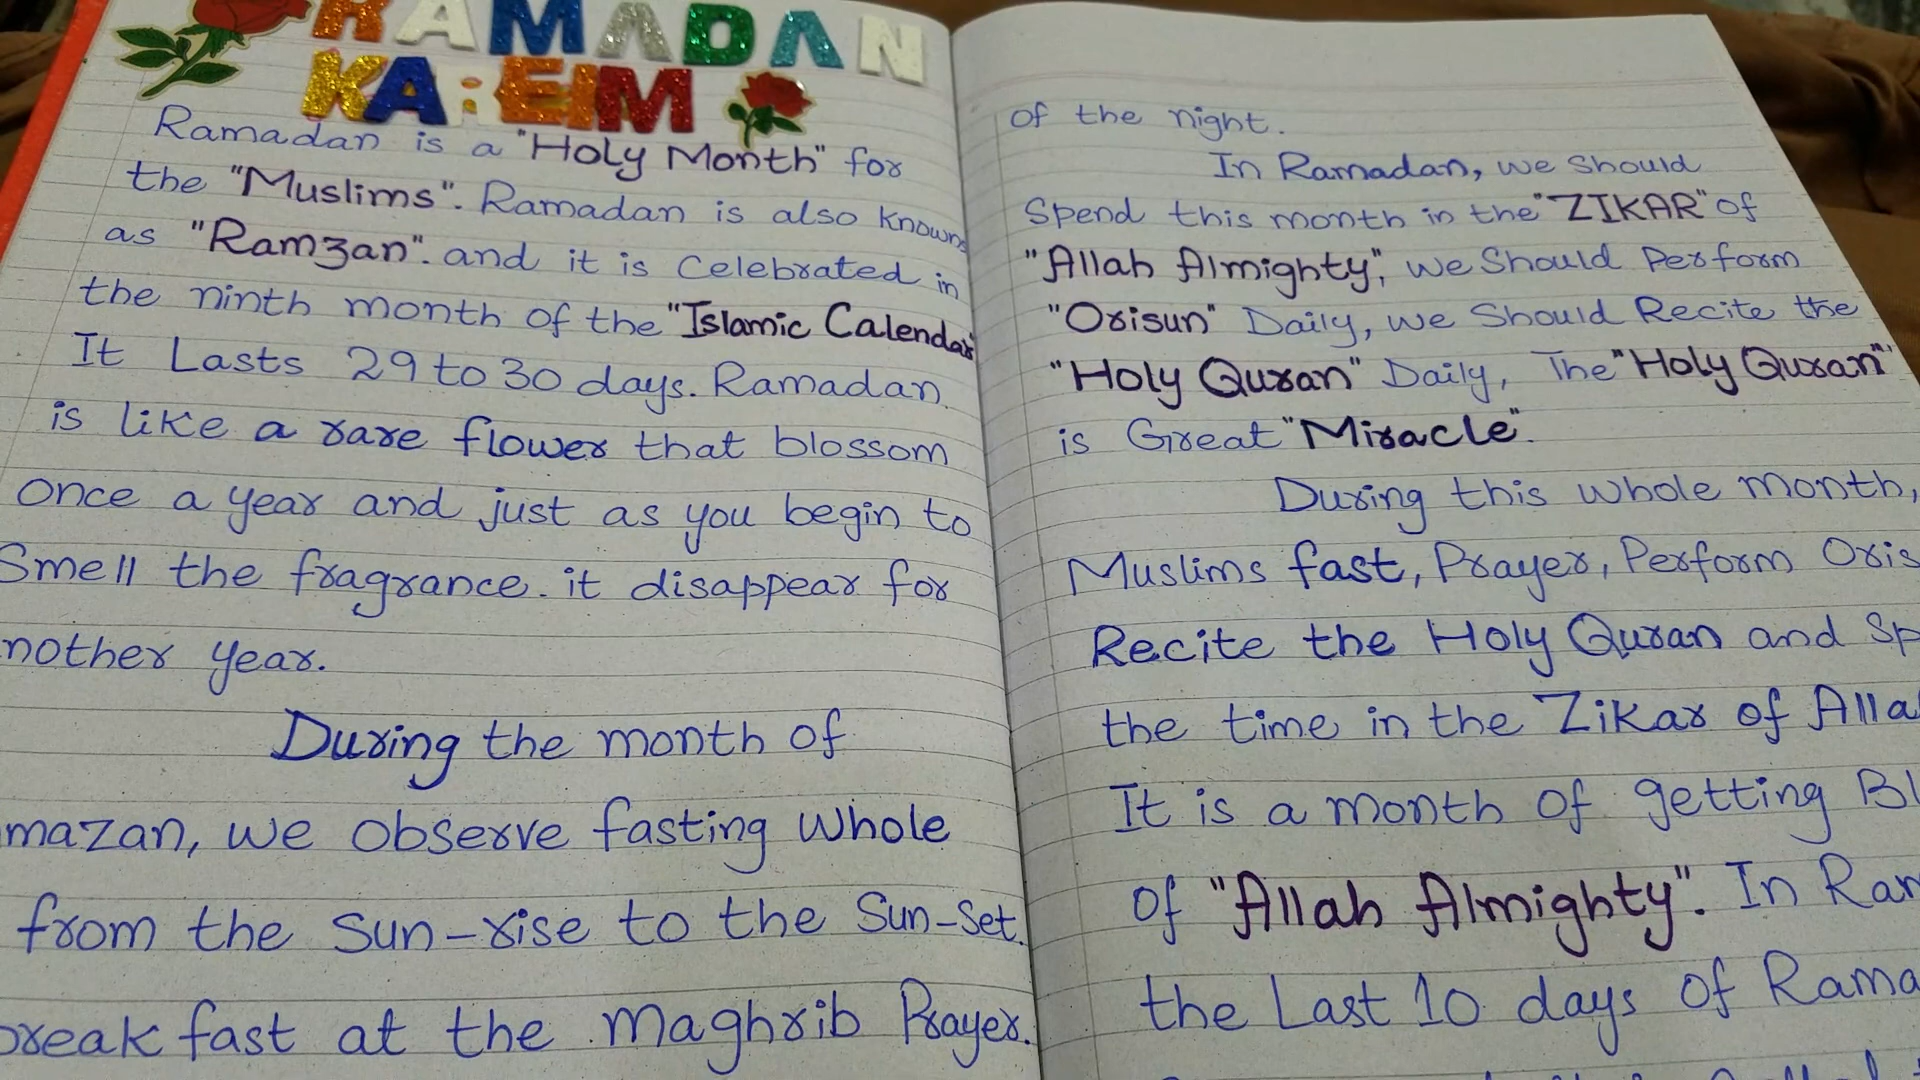 RAMADAN
KAREIM
Ramadan is a "Holy Month" for
the "Muslims". Ramadan is also known
as "Ramzan". and it is Celebrated in
the ninth month of the "Islamic Calendar
It Lasts 29 to 30 days. Ramadan
is like a rare flower that blossom
Once a year and just as you begin to
Smell the fragrance. it disappear for
nother year.
During the month of
mazan, we observe fasting whole
from the Sun-rise to the Sun-Set.
break fast at the Maghrib Prayer.
of the night.
In Ramadan, we Should
Spend this month in the "ZIKAR" of
"Allah Almighty", we Should Perform
"Orisun" Daily, we Should Recite the
"Holy Quran" Daily, The "Holy Quran"
is Great "Miracle".
During this whole month,
Muslims fast, Prayer, Perform Oris
Recite the Holy Quran and Sp
the time in the Zikar of Alla
It is a month of getting Bl
of "Allah Almighty". In Ram
the Last 10 days of Rama